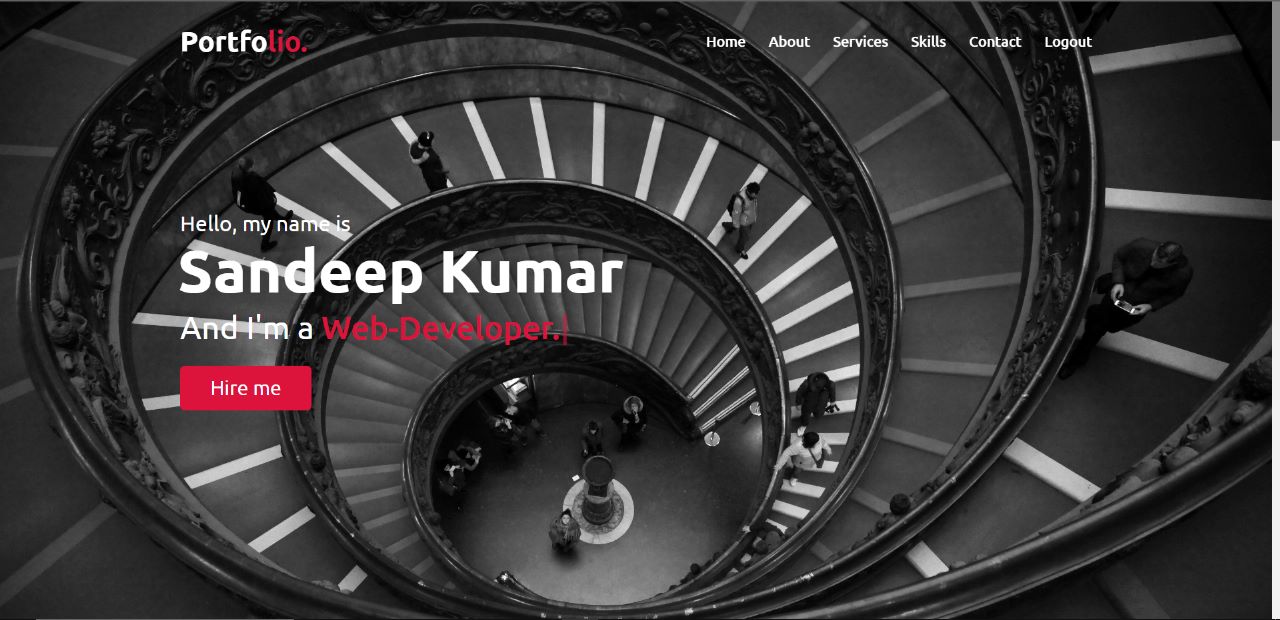 Portfolio.
Home About Services Skills Contact Logout
Hello, my name is
Sandeep Kumar
And I'm a Web-Developer.|
Hire me